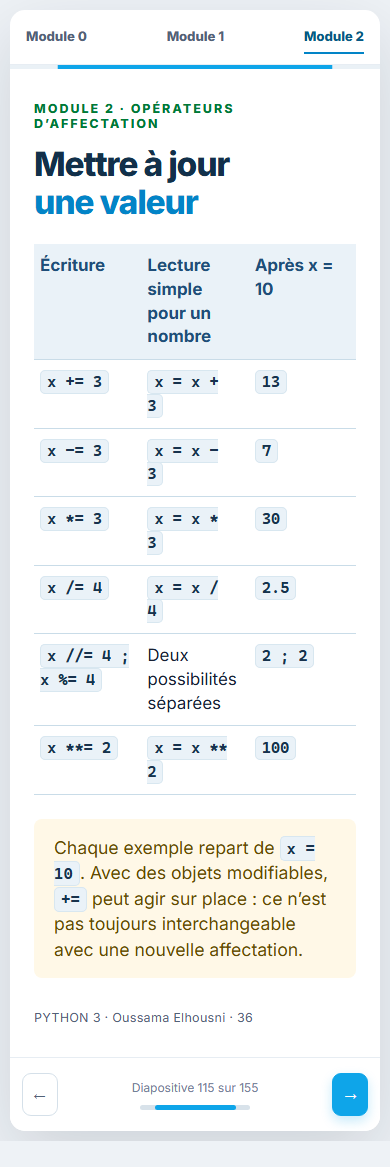 Module 0 Module 1 Module 2
MODULE 2 · OPÉRATEURS
D’AFFECTATION
Mettre à jour
une valeur
Écriture Lecture Après x =
simple 10
pour un
nombre
x += 3 x = x + 13
3
x −= 3 x = x − 7
3
x *= 3 x = x * 30
3
x /= 4 x = x / 2.5
4
x //= 4 ; Deux 2 ; 2
x %= 4 possibilités
séparées
x **= 2 x = x ** 100
2
Chaque exemple repart de x =
10. Avec des objets modifiables,
+= peut agir sur place : ce n’est
pas toujours interchangeable
avec une nouvelle affectation.
PYTHON 3 · Oussama Elhousni · 36
← Diapositive 115 sur 155 →